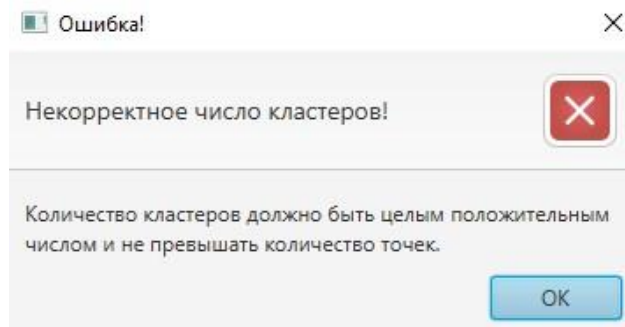 Ошибка!
Некорректное число кластеров!
Количество кластеров должно быть целым положительным
числом и не превышать количество точек.
OK